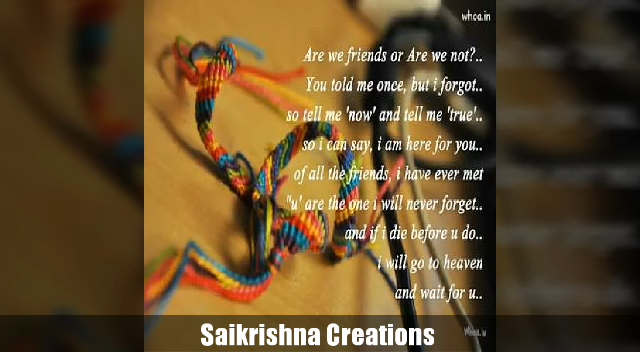 whoa.in
Are we friends or Are we not?..
You told me once, but i forgot..
so tell me 'now' and tell me 'true'..
so i can say, i am here for you..
of all the friends, i have ever met
"u' are the one i will never forget..
and if i die before u do..
i will go to heaven
and wait for u..
Whoa.in
Saikrishna Creations